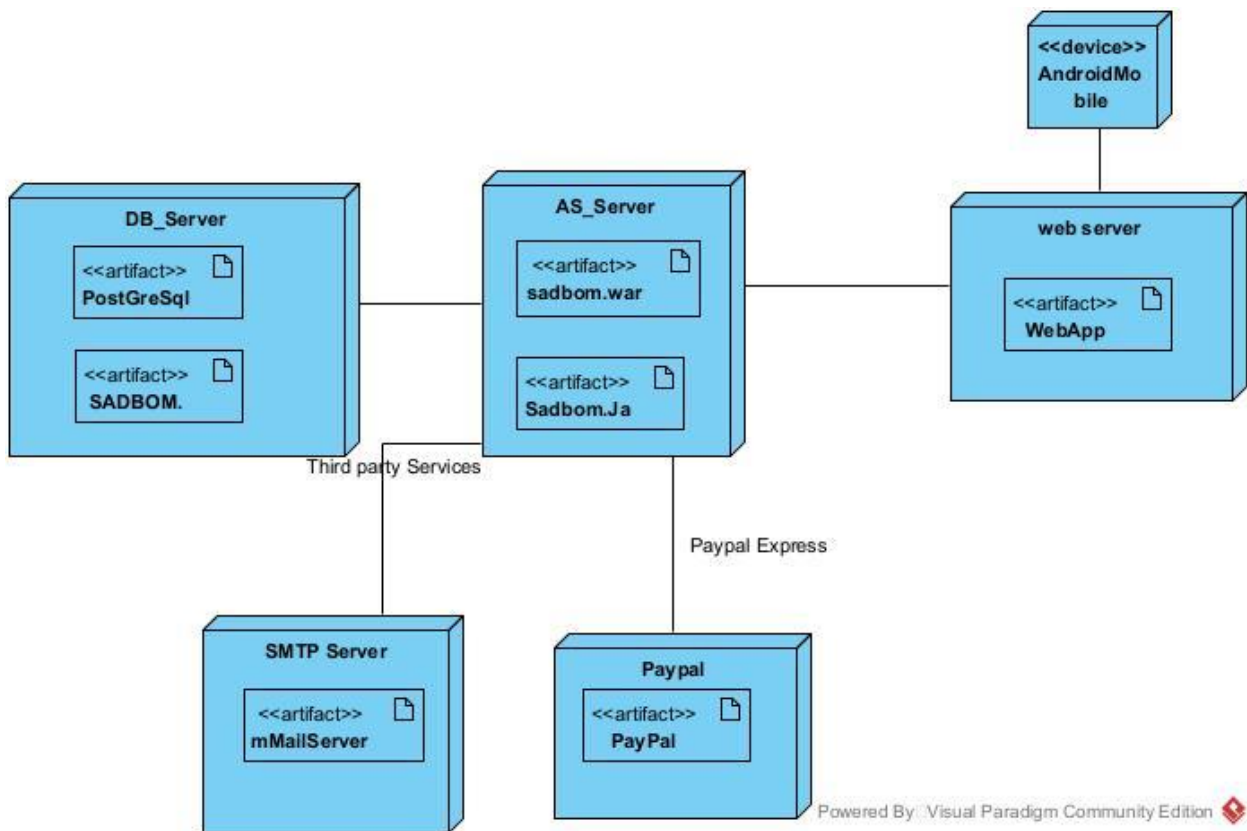 <<device>>
AndroidMo
bile
DB_Server
<<artifact>>
PostGreSql
<<artifact>>
SADBOM.
AS_Server
<<artifact>>
sadbom.war
<<artifact>>
Sadbom.Ja
web server
<<artifact>>
WebApp
Third party Services
Paypal Express
SMTP Server
<<artifact>>
mMailServer
Paypal
<<artifact>>
PayPal
Powered By Visual Paradigm Community Edition